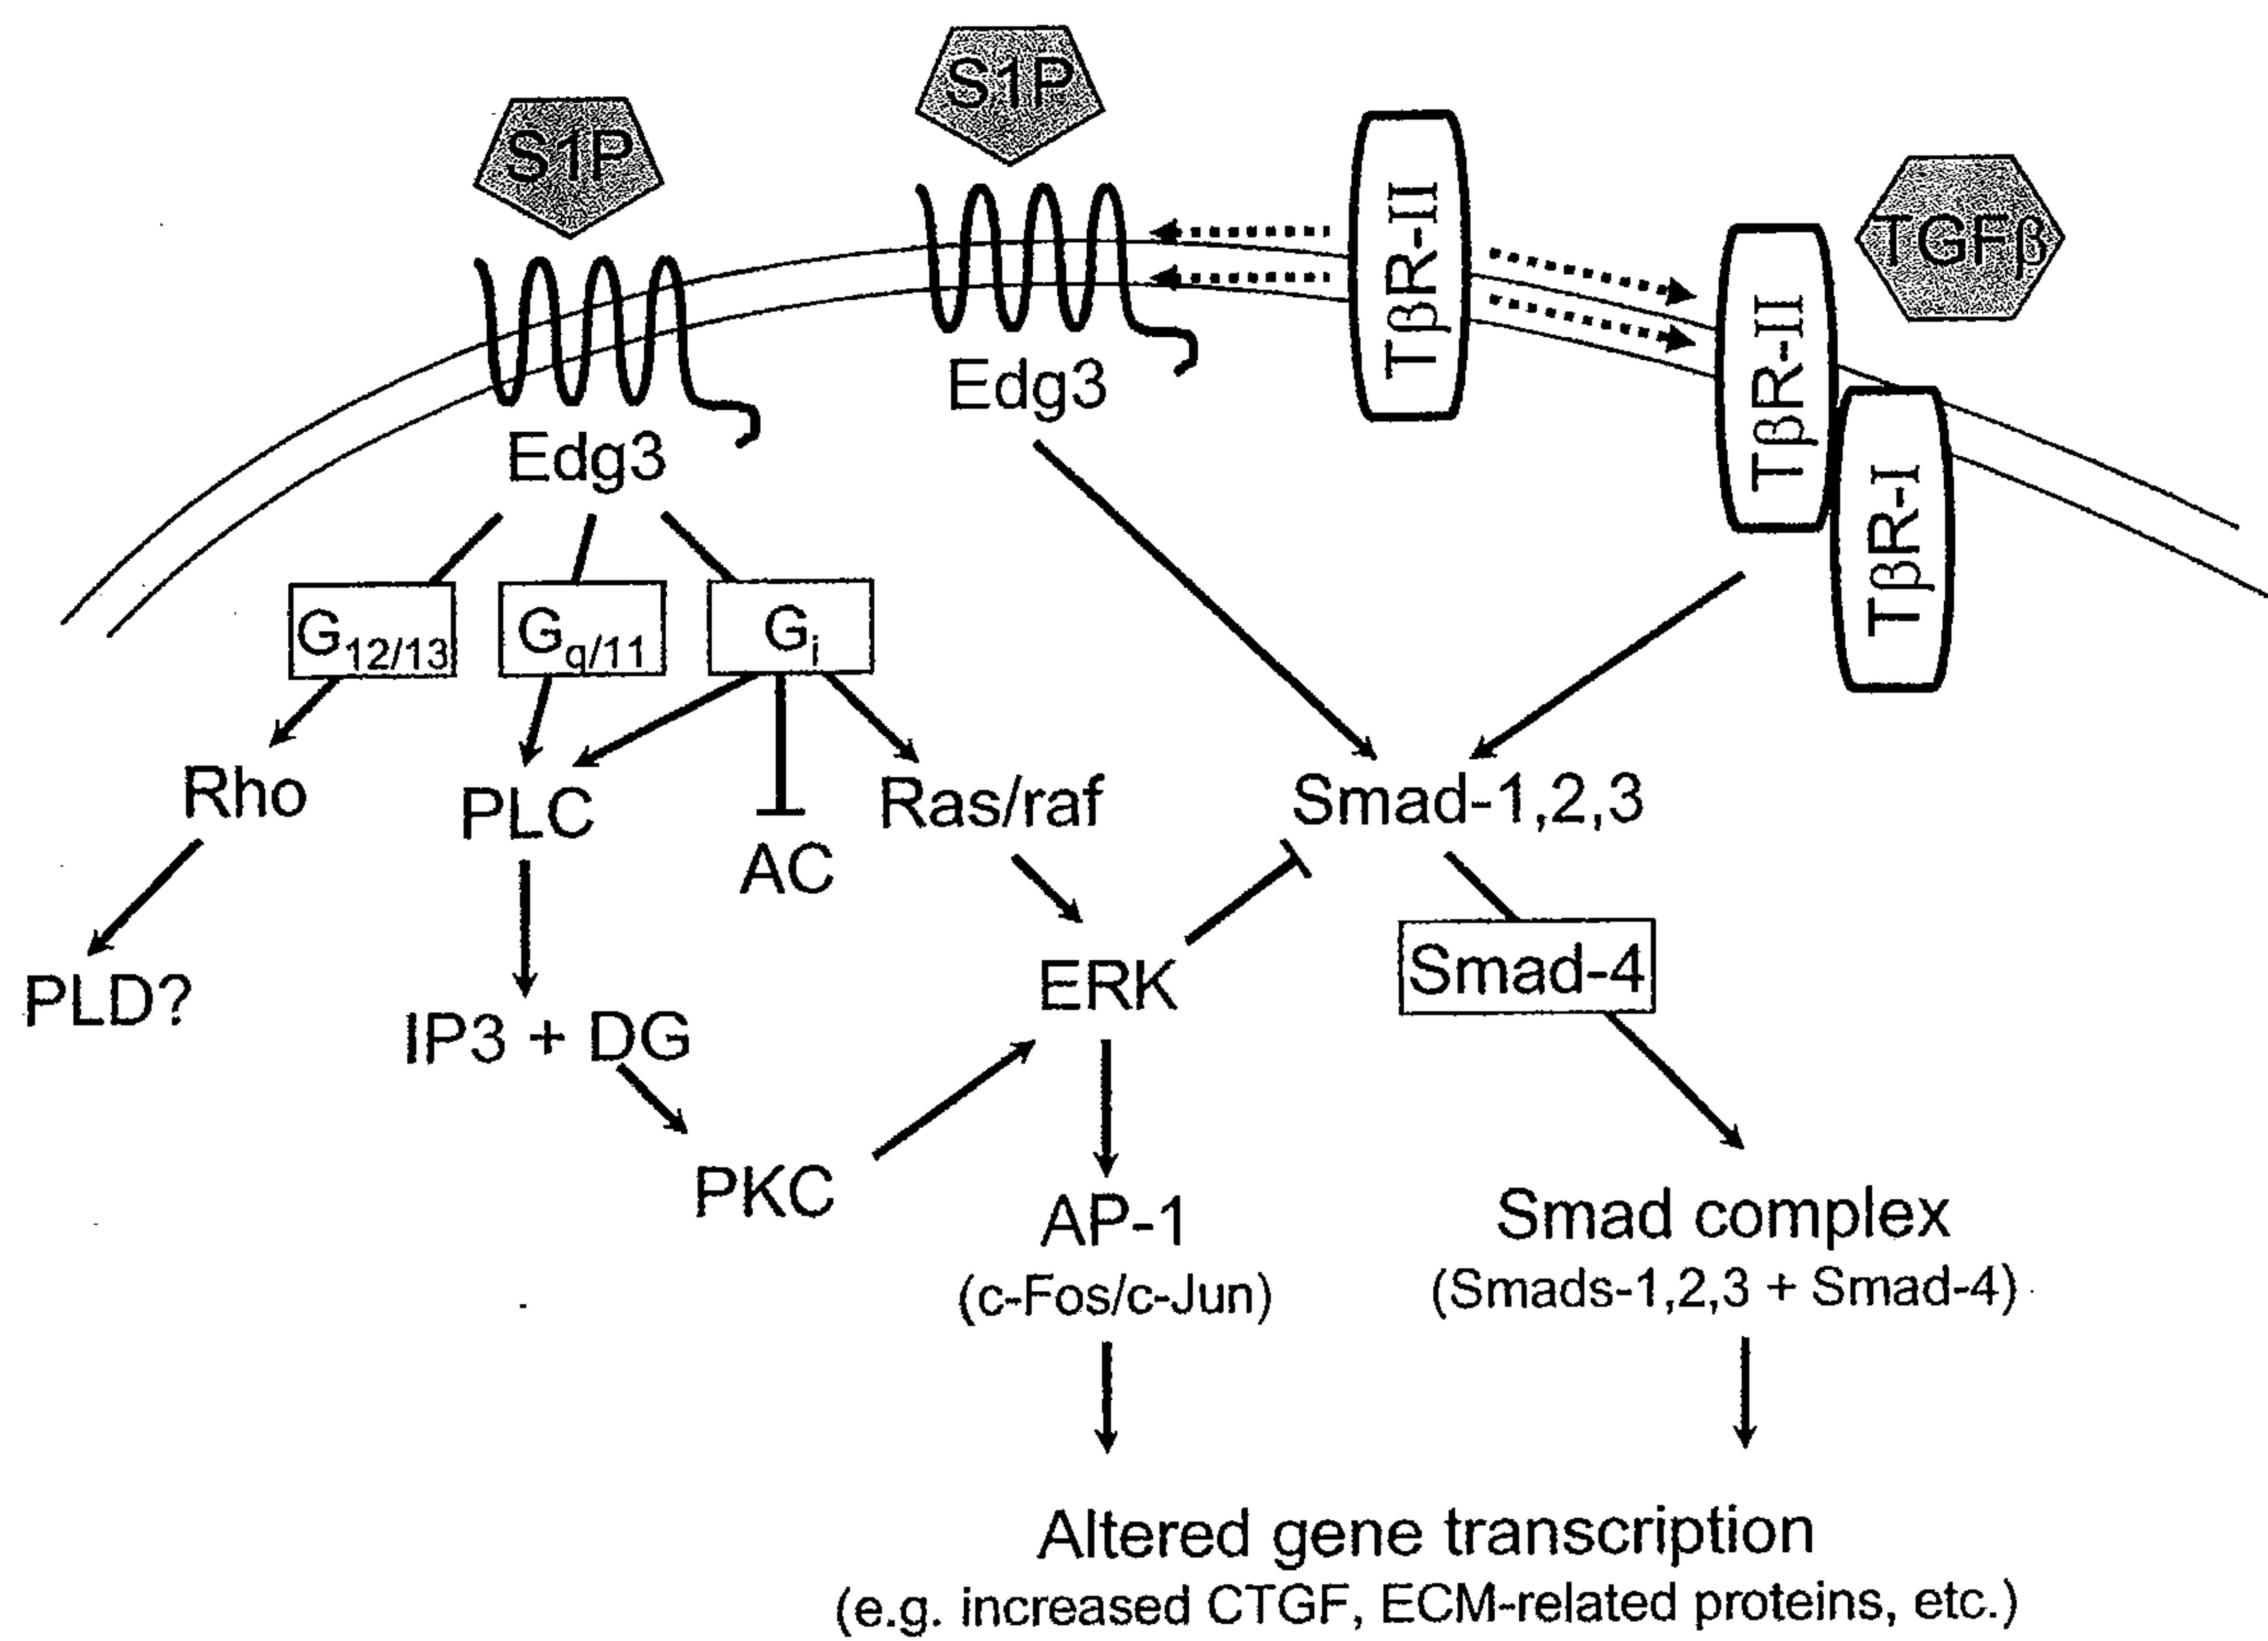 S1P
S1P
TβR-II
TGFβ
TβR-II
TβR-I
Edg3
Edg3
G12/13
Gq/11
Gi
Rho
PLC
AC
Ras/raf
Smad-1,2,3
PLD?
IP3 + DG
ERK
Smad-4
PKC
AP-1
(c-Fos/c-Jun)
Smad complex
(Smads-1,2,3 + Smad-4)
Altered gene transcription
(e.g. increased CTGF, ECM-related proteins, etc.)